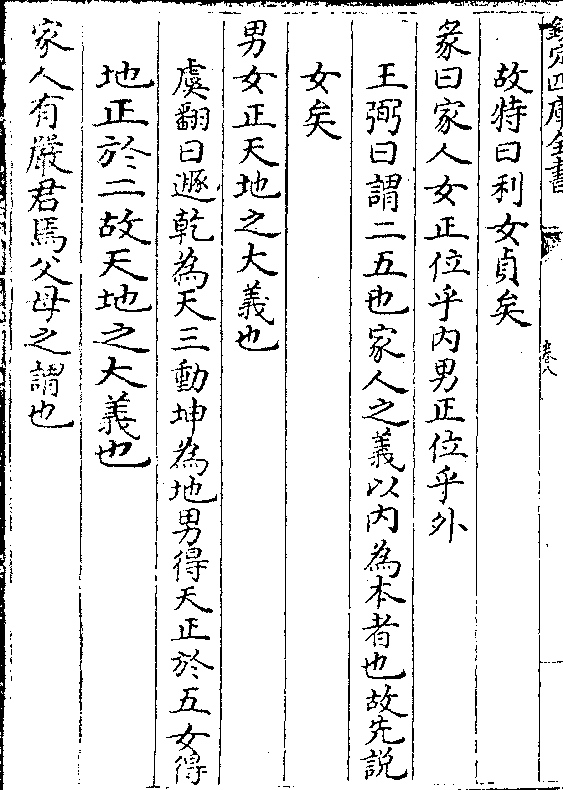 欽定四庫全書
卷八
故特曰利女貞矣
彖曰家人女正位乎內男正位乎外
王弼曰謂二五也家人之義以內為本者也故先説
女矣
男女正天地之大義也
虞翻曰遯乾為天三動坤為地男得天正於五女得
地正於二故天地之大義也
家人有嚴君焉父母之謂也